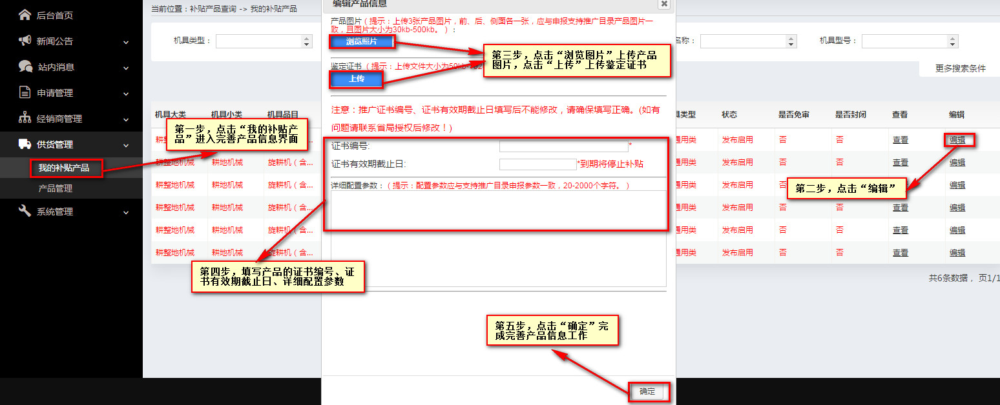 后台首页
新闻公告
站内消息
申请管理
经销商管理
供货管理
我的补贴产品
产品管理
系统管理
当前位置：补贴产品查询 -> 我的补贴产品
机具类型：
名称：
机具型号：
更多搜索条件
机具大类 机具小类 机具品目
第一步，点击“我的补贴产
品”进入完善产品信息界面
耕整地机械 耕地机械 旋耕机（含...
耕整地机械 耕地机械 旋耕机（含...
耕整地机械 耕地机械 旋耕机（含...
耕整地机械 耕地机械 旋耕机（含...
耕整地机械 耕地机械 旋耕机（含...
第四步，填写产品的证书编号、证
书有效期截止日、详细配置参数
编辑产品信息
产品图片（提示：上传3张产品图片，前、后、侧面各一张，应与申报支持推广目录产品图片一
致，且图片大小为30kb-500kb。）：
浏览照片
鉴定证书（提示：上传文件大小为50kb-
上传
第三步，点击“浏览图片”上传产品
图片，点击“上传”上传鉴定证书
注意：推广证书编号、证书有效期截止日填写后不能修改，请确保填写正确。(如有
问题请联系省局授权后修改！)
证书编号: *
证书有效期截止日: *到期将停止补贴
详细配置参数：（提示：配置参数应与支持推广目录申报参数一致，20-2000个字符。）
第五步，点击“确定”完
成完善产品信息工作
确定
具类型 状态 是否免审 是否封闭 查看 编辑
通用类 发布启用 否 否 查看 编辑
通用类 发布启用 否 否 查看 编辑
通用类 发布启用 否 否 查看 编辑
通用类 发布启用 否 否 查看 编辑
通用类 发布启用 否 否 查看 编辑
通用类 发布启用 否 否 查看 编辑
第二步，点击“编辑”
共6条数据， 页1/1